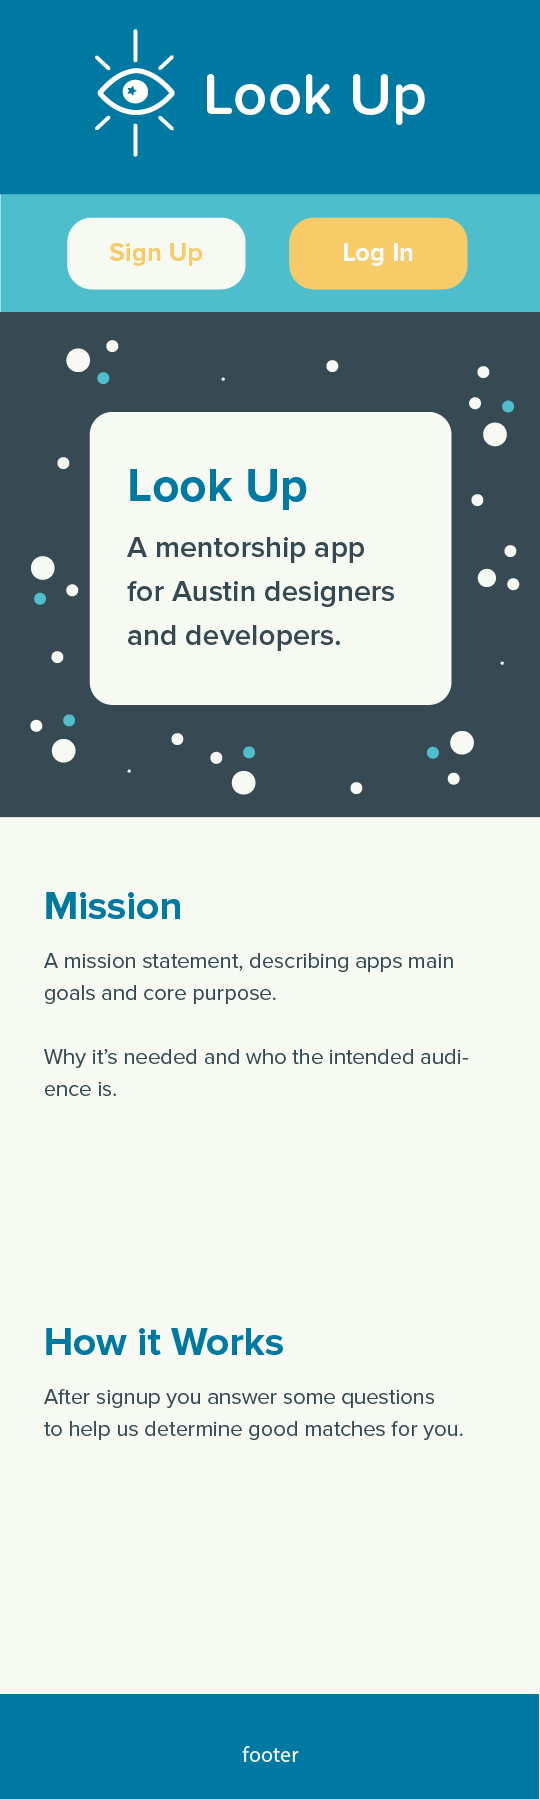 Look Up
Sign Up
Log In
Look Up
A mentorship app
for Austin designers
and developers.
Mission
A mission statement, describing apps main
goals and core purpose.
Why it’s needed and who the intended audi-
ence is.
How it Works
After signup you answer some questions
to help us determine good matches for you.
footer